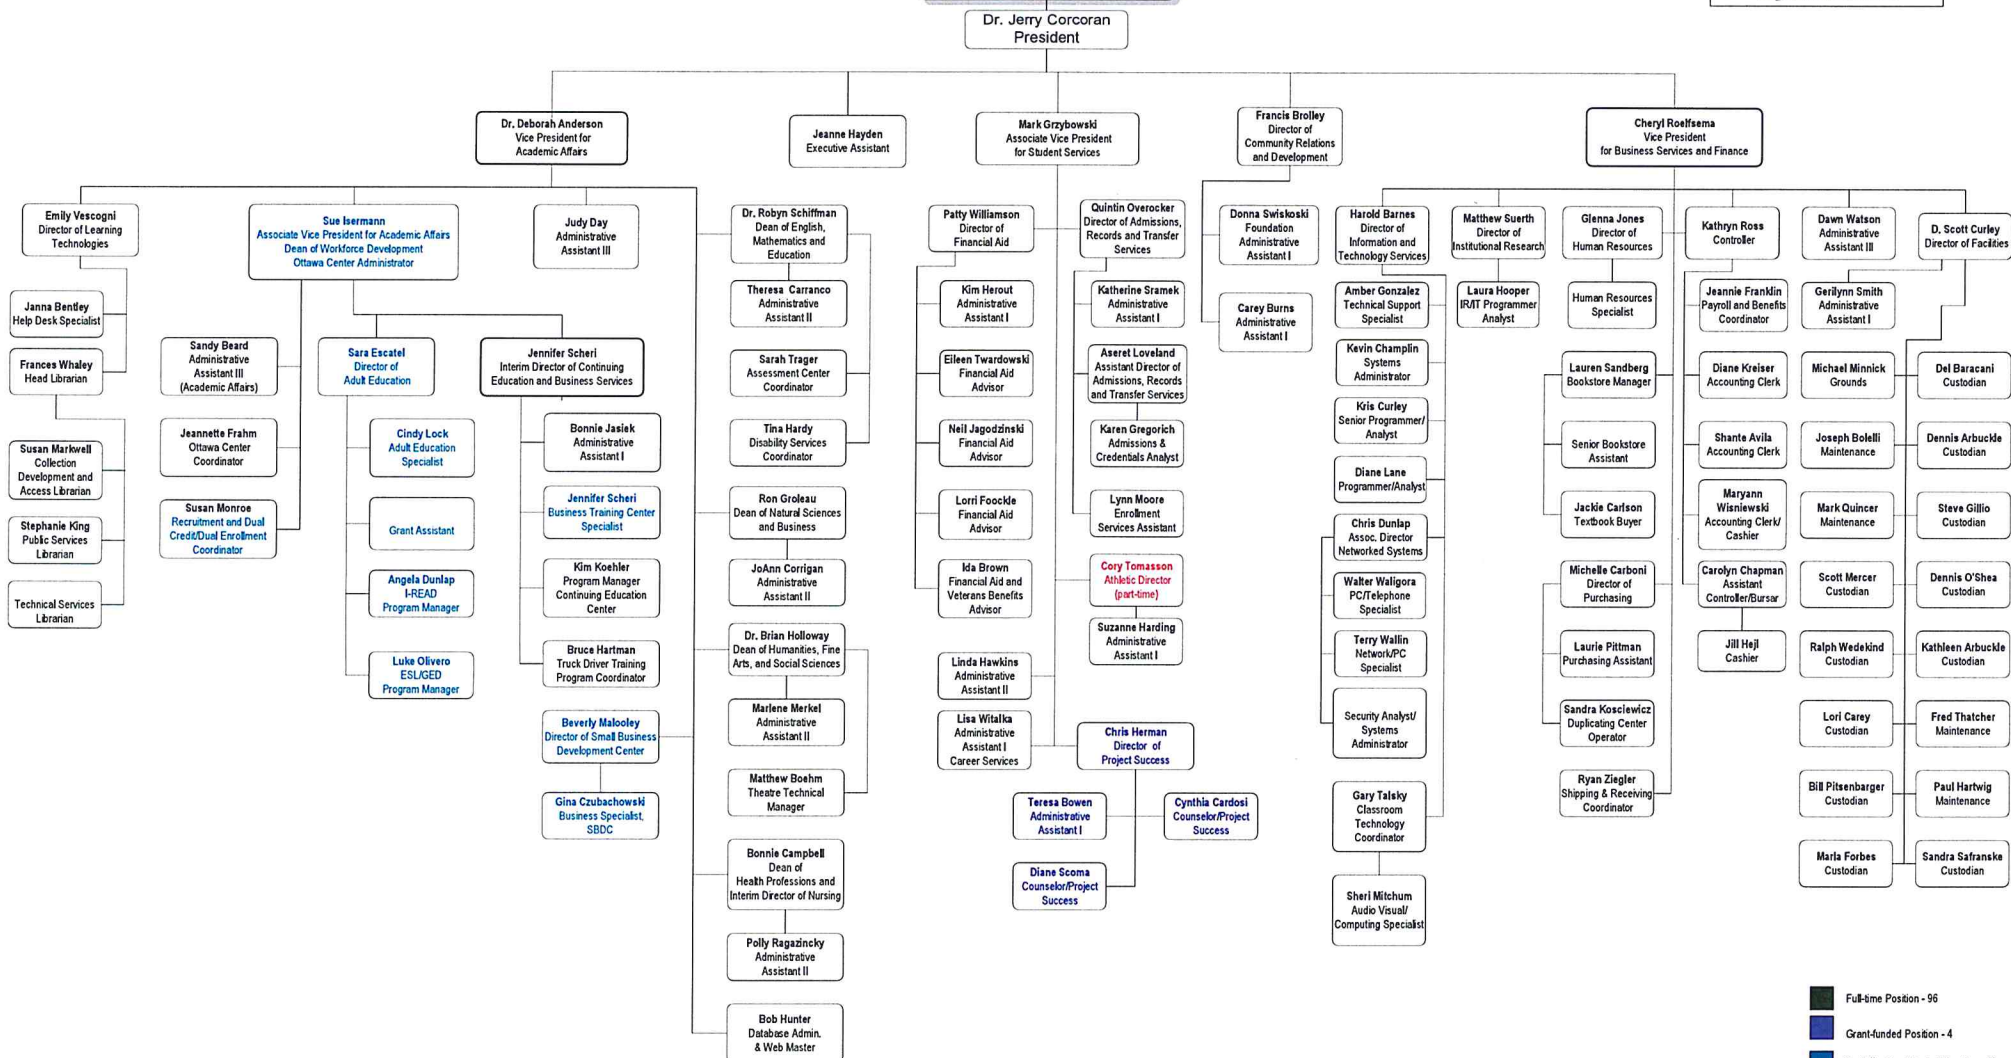 Dr. Jerry Corcoran
President
Dr. Deborah Anderson
Vice President for
Academic Affairs
Jeanne Hayden
Executive Assistant
Mark Grzybowski
Associate Vice President
for Student Services
Francis Brolley
Director of
Community Relations
and Development
Cheryl Roelfsema
Vice President
for Business Services and Finance
Emily Vescogni
Director of Learning
Technologies
Janna Bentley
Help Desk Specialist
Frances Whaley
Head Librarian
Susan Markwell
Collection
Development and
Access Librarian
Stephanie King
Public Services
Librarian
Technical Services
Librarian
Sue Isermann
Associate Vice President for Academic Affairs
Dean of Workforce Development
Ottawa Center Administrator
Sandy Beard
Administrative
Assistant III
(Academic Affairs)
Jeannette Frahm
Ottawa Center
Coordinator
Susan Monroe
Recruitment and Dual
Credit/Dual Enrollment
Coordinator
Sara Escatel
Director of
Adult Education
Cindy Lock
Adult Education
Specialist
Grant Assistant
Angela Dunlap
I-READ
Program Manager
Luke Olivero
ESL/GED
Program Manager
Jennifer Scheri
Interim Director of Continuing
Education and Business Services
Bonnie Jasiek
Administrative
Assistant I
Jennifer Scheri
Business Training Center
Specialist
Kim Koehler
Program Manager
Continuing Education
Center
Bruce Hartman
Truck Driver Training
Program Coordinator
Beverly Malooley
Director of Small Business
Development Center
Gina Czubachowski
Business Specialist,
SBDC
Judy Day
Administrative
Assistant III
Dr. Robyn Schiffman
Dean of English,
Mathematics and
Education
Theresa Carranco
Administrative
Assistant II
Sarah Trager
Assessment Center
Coordinator
Tina Hardy
Disability Services
Coordinator
Ron Groleau
Dean of Natural Sciences
and Business
JoAnn Corrigan
Administrative
Assistant II
Dr. Brian Holloway
Dean of Humanities, Fine
Arts, and Social Sciences
Marlene Merkel
Administrative
Assistant II
Matthew Boehm
Theatre Technical
Manager
Bonnie Campbell
Dean of
Health Professions and
Interim Director of Nursing
Polly Ragazincky
Administrative
Assistant II
Bob Hunter
Database Admin.
& Web Master
Patty Williamson
Director of
Financial Aid
Kim Herout
Administrative
Assistant I
Eileen Twardowski
Financial Aid
Advisor
Neil Jagodzinski
Financial Aid
Advisor
Lorri Foockle
Financial Aid
Advisor
Ida Brown
Financial Aid and
Veterans Benefits
Advisor
Linda Hawkins
Administrative
Assistant II
Lisa Witalka
Administrative
Assistant I
Career Services
Quintin Overocker
Director of Admissions,
Records and Transfer
Services
Katherine Sramek
Administrative
Assistant I
Aseret Loveland
Assistant Director of
Admissions, Records
and Transfer Services
Karen Gregorich
Admissions &
Credentials Analyst
Lynn Moore
Enrollment
Services Assistant
Cory Tomasson
Athletic Director
(part-time)
Suzanne Harding
Administrative
Assistant I
Chris Herman
Director of
Project Success
Teresa Bowen
Administrative
Assistant I
Cynthia Cardosi
Counselor/Project
Success
Diane Scoma
Counselor/Project
Success
Donna Swiskoski
Foundation
Administrative
Assistant I
Carey Burns
Administrative
Assistant I
Harold Barnes
Director of
Information and
Technology Services
Amber Gonzalez
Technical Support
Specialist
Kevin Champlin
Systems
Administrator
Kris Curley
Senior Programmer/
Analyst
Diane Lane
Programmer/Analyst
Chris Dunlap
Assoc. Director
Networked Systems
Walter Waligora
PC/Telephone
Specialist
Terry Wallin
Network/PC
Specialist
Security Analyst/
Systems
Administrator
Gary Talsky
Classroom
Technology
Coordinator
Sheri Mitchum
Audio Visual/
Computing Specialist
Matthew Suerth
Director of
Institutional Research
Laura Hooper
IR/IT Programmer
Analyst
Glenna Jones
Director of
Human Resources
Human Resources
Specialist
Lauren Sandberg
Bookstore Manager
Senior Bookstore
Assistant
Jackie Carlson
Textbook Buyer
Michelle Carboni
Director of
Purchasing
Laurie Pittman
Purchasing Assistant
Sandra Kosciewicz
Duplicating Center
Operator
Ryan Ziegler
Shipping & Receiving
Coordinator
Kathryn Ross
Controller
Jeannie Franklin
Payroll and Benefits
Coordinator
Diane Kreiser
Accounting Clerk
Shante Avila
Accounting Clerk
Maryann
Wisniewski
Accounting Clerk/
Cashier
Carolyn Chapman
Assistant
Controller/Bursar
Jill Hejl
Cashier
Dawn Watson
Administrative
Assistant III
D. Scott Curley
Director of Facilities
Gerilynn Smith
Administrative
Assistant I
Michael Minnick
Grounds
Joseph Bolelli
Maintenance
Mark Quincer
Maintenance
Scott Mercer
Custodian
Ralph Wedekind
Custodian
Lori Carey
Custodian
Bill Pitsenbarger
Custodian
Marla Forbes
Custodian
Del Baracani
Custodian
Dennis Arbuckle
Custodian
Steve Gillio
Custodian
Dennis O'Shea
Custodian
Kathleen Arbuckle
Custodian
Fred Thatcher
Maintenance
Paul Hartwig
Maintenance
Sandra Safranske
Custodian
Full-time Position - 96
Grant-funded Position - 4